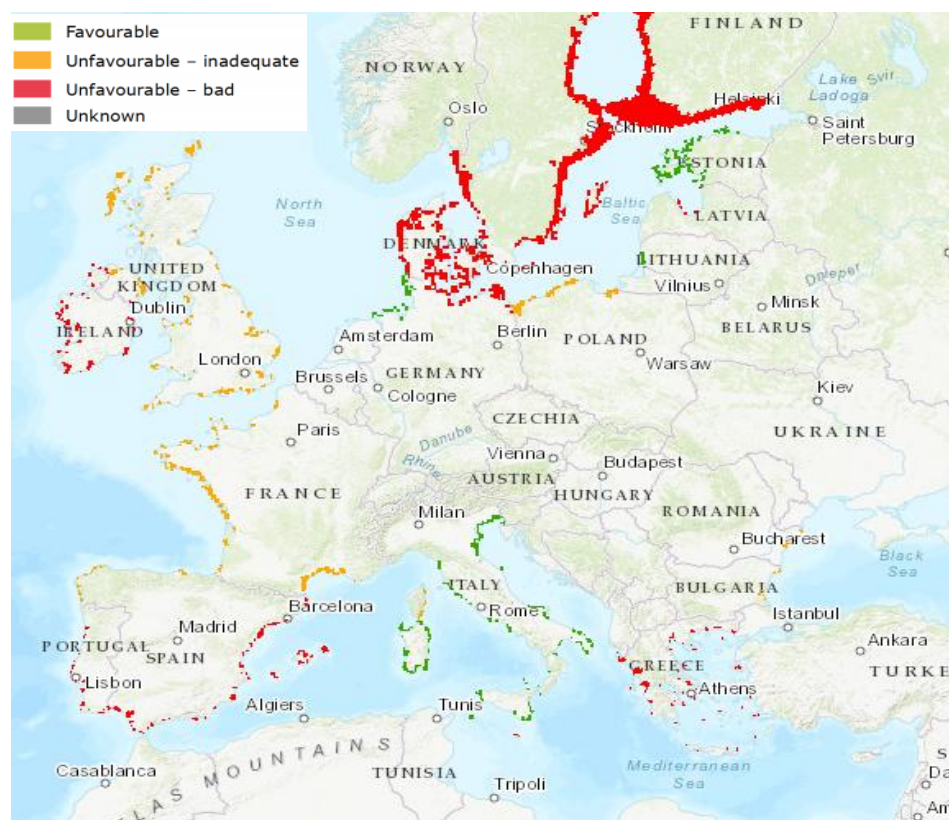 Favourable
Unfavourable – inadequate
Unfavourable – bad
Unknown
FINLAND
NORWAY
Lake Svir.
Ladoga
Helsinki
Oslo
Saint
Petersburg
Stockholm
ESTONIA
North
Sea
Baltic
Sea
LATVIA
DENMARK
UNITED
KINGDOM
Copenhagen
LITHUANIA
Vilnius
Dnieper
Dublin
Minsk
IRELAND
Amsterdam
Berlin
POLAND
BELARUS
London
Warsaw
Brussels
GERMANY
Cologne
Kiev
CZECHIA
Paris
UKRAINE
Danube
Rhine
Vienna
Budapest
AUSTRIA
FRANCE
HUNGARY
Milan
ROMANIA
Bucharest
Black
Sea
ITALY
BULGARIA
Barcelona
Rome
Istanbul
Madrid
Ankara
PORTUGAL
SPAIN
GREECE
TURKE
Lisbon
Athens
Algiers
Tunis
ATLAS MOUNTAINS
Mediterranean
Sea
S
Casablanca
TUNISIA
Da
Tripoli
Am